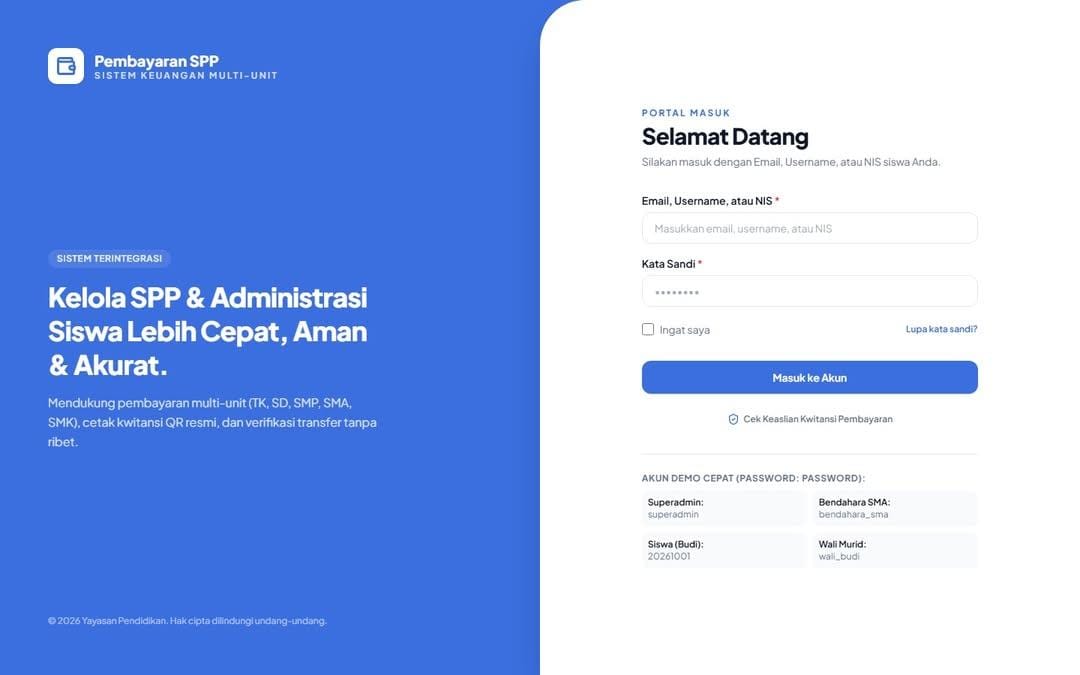 Pembayaran SPP
SISTEM KEUANGAN MULTI-UNIT
SISTEM TERINTEGRASI
Kelola SPP & Administrasi
Siswa Lebih Cepat, Aman
& Akurat.
Mendukung pembayaran multi-unit (TK, SD, SMP, SMA,
SMK), cetak kwitansi QR resmi, dan verifikasi transfer tanpa
ribet.
© 2026 Yayasan Pendidikan. Hak cipta dilindungi undang-undang.
PORTAL MASUK
Selamat Datang
Silakan masuk dengan Email, Username, atau NIS siswa Anda.
Email, Username, atau NIS *
Masukkan email, username, atau NIS
Kata Sandi *
••••••••
Ingat saya
Lupa kata sandi?
Masuk ke Akun
Cek Keaslian Kwitansi Pembayaran
AKUN DEMO CEPAT (PASSWORD: PASSWORD):
Superadmin:
superadmin
Bendahara SMA:
bendahara_sma
Siswa (Budi):
20261001
Wali Murid:
wali_budi